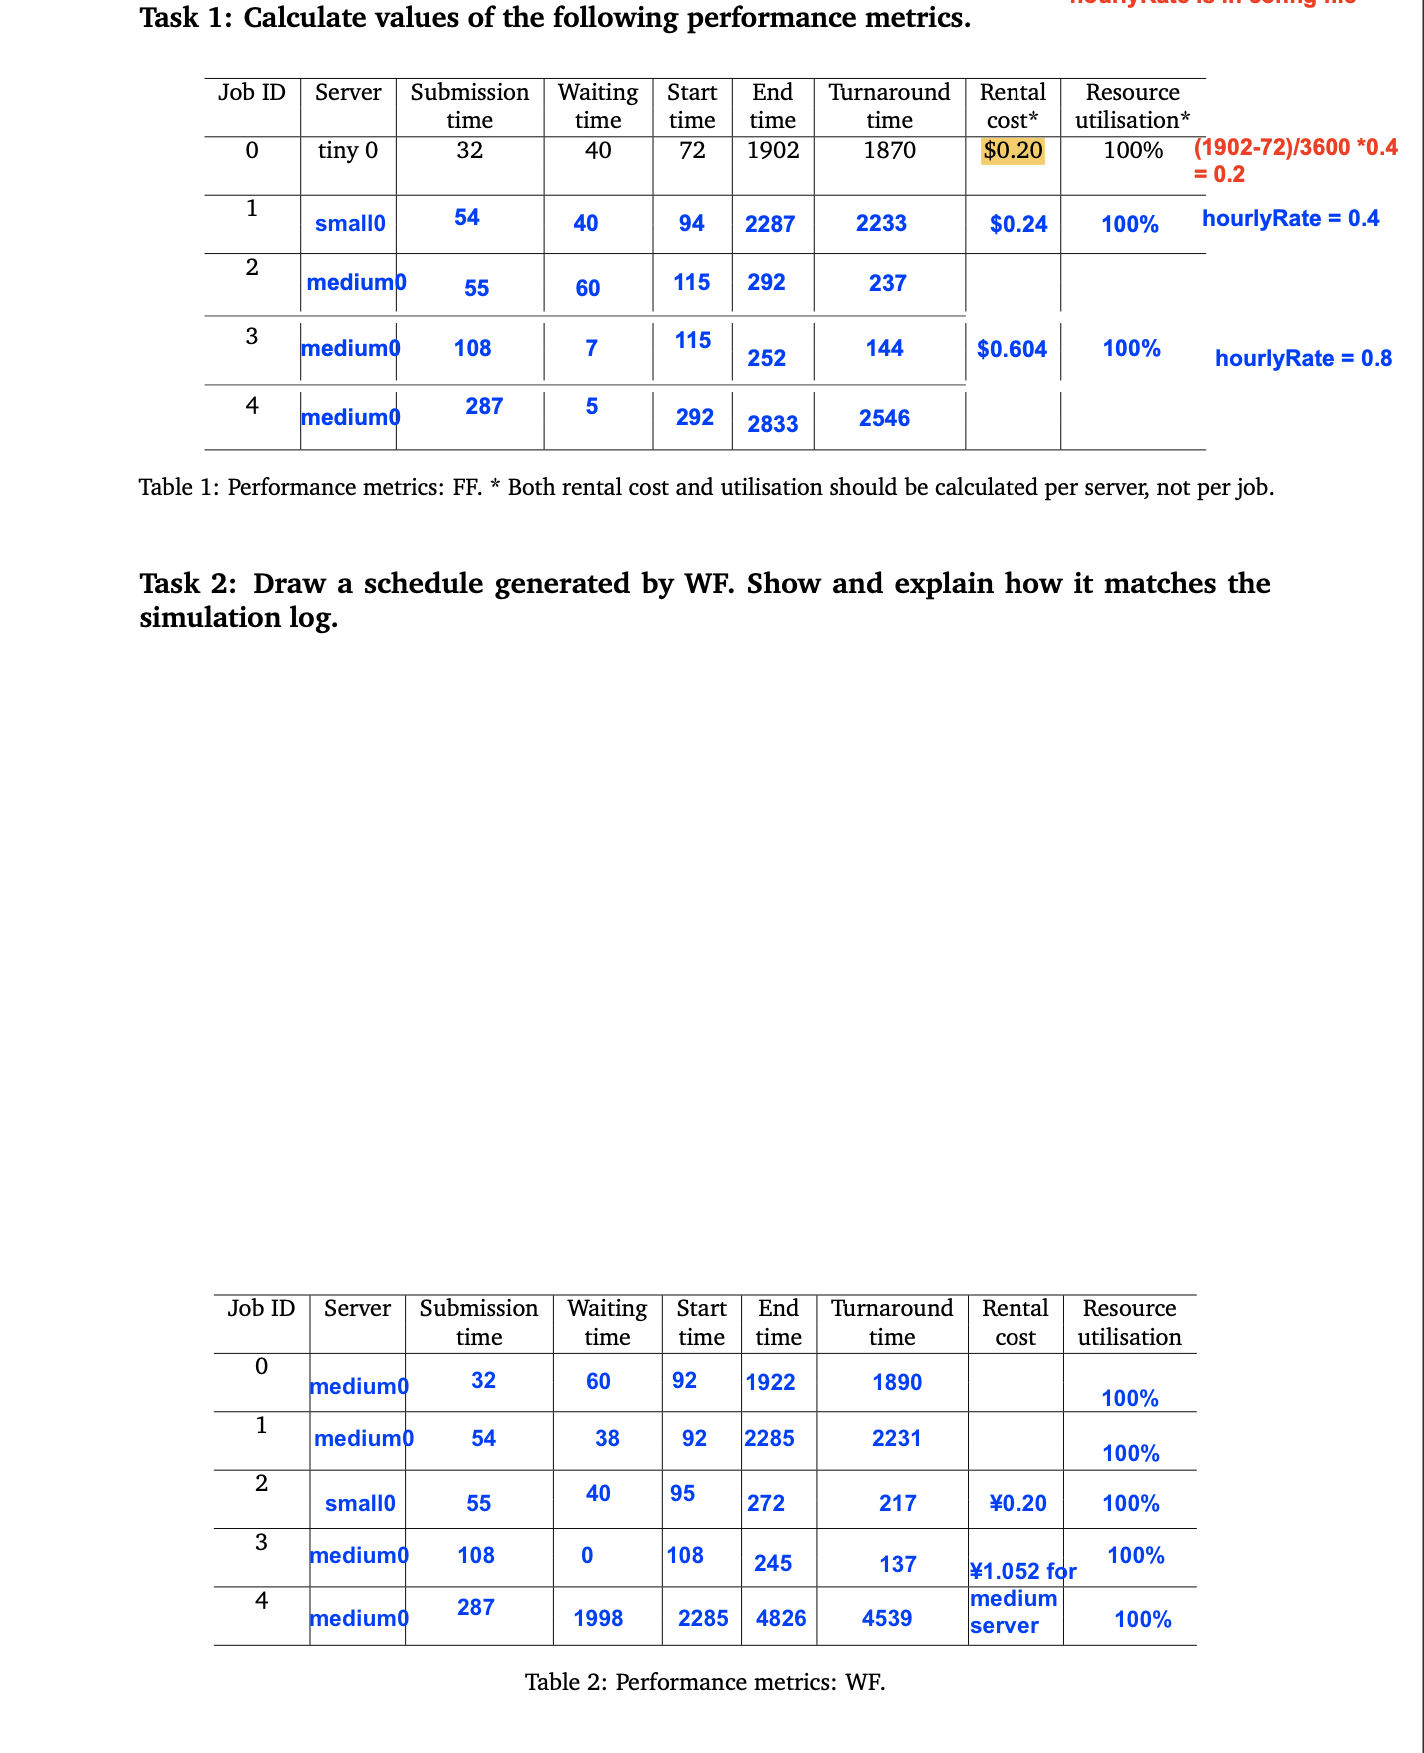 hourlyRate is in config file
Task 1: Calculate values of the following performance metrics.
Job ID Server Submission time Waiting time Start time End time Turnaround time Rental cost* Resource utilisation*
0 tiny 0 32 40 72 1902 1870 $0.20 100% (1902-72)/3600 *0.4 = 0.2
1 small0 54 40 94 2287 2233 $0.24 100% hourlyRate = 0.4
2 medium0 55 60 115 292 237
3 medium0 108 7 115 252 144 $0.604 100% hourlyRate = 0.8
4 medium0 287 5 292 2833 2546
Table 1: Performance metrics: FF. * Both rental cost and utilisation should be calculated per server, not per job.
Task 2: Draw a schedule generated by WF. Show and explain how it matches the
simulation log.
Job ID Server Submission time Waiting time Start time End time Turnaround time Rental cost Resource utilisation
0 medium0 32 60 92 1922 1890 100%
1 medium0 54 38 92 2285 2231 100%
2 small0 55 40 95 272 217 ¥0.20 100%
3 medium0 108 0 108 245 137 100%
¥1.052 for medium server
4 medium0 287 1998 2285 4826 4539 100%
Table 2: Performance metrics: WF.